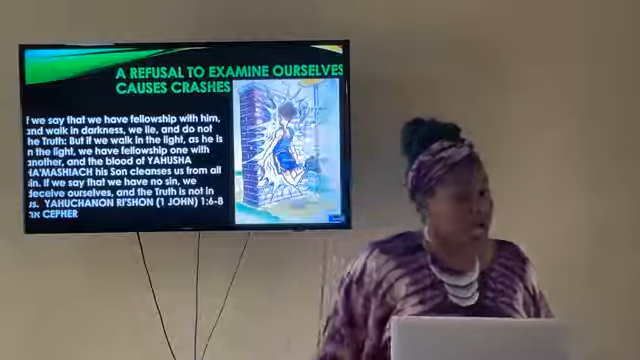 A REFUSAL TO EXAMINE OURSELVES
CAUSES CRASHES
f we say that we have fellowship with him,
and walk in darkness, we lie, and do not
he Truth: But if we walk in the light, as he is
n the light, we have fellowship one with
another, and the blood of YAHUSHA
HA'MASHIACH his Son cleanses us from all
in. If we say that we have no sin, we
deceive ourselves, and the Truth is not in
us. YAHUCHANON RI'SHON (1 JOHN) 1:6-8
CEPHER